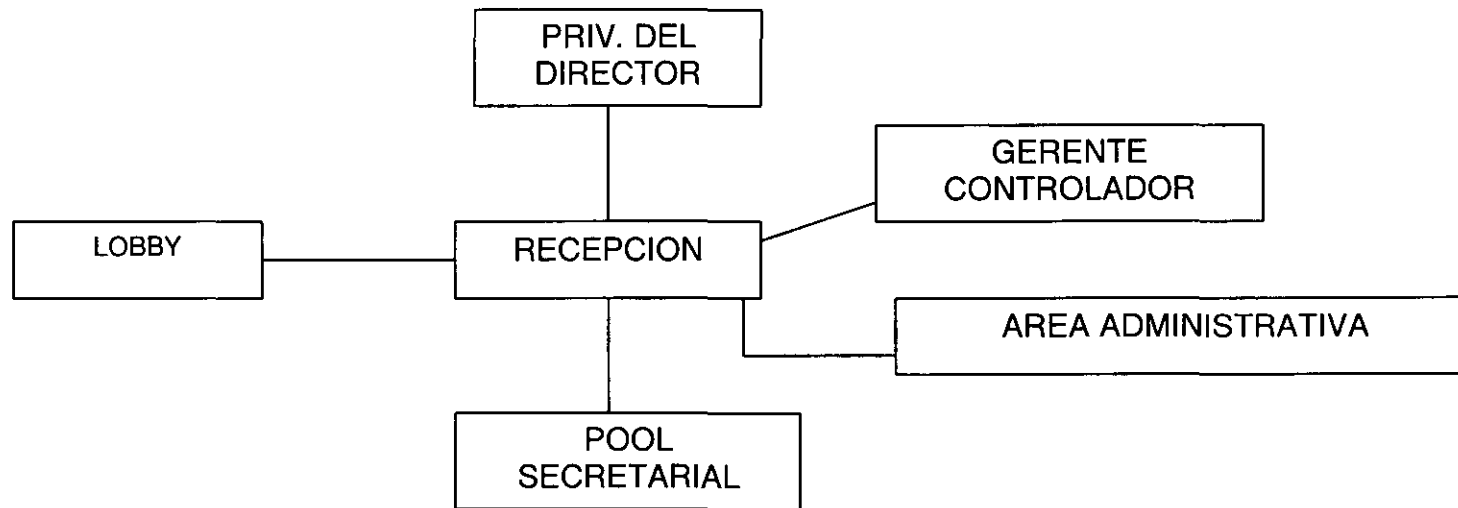 PRIV. DEL
DIRECTOR
GERENTE
CONTROLADOR
LOBBY
RECEPCION
AREA ADMINISTRATIVA
POOL
SECRETARIAL